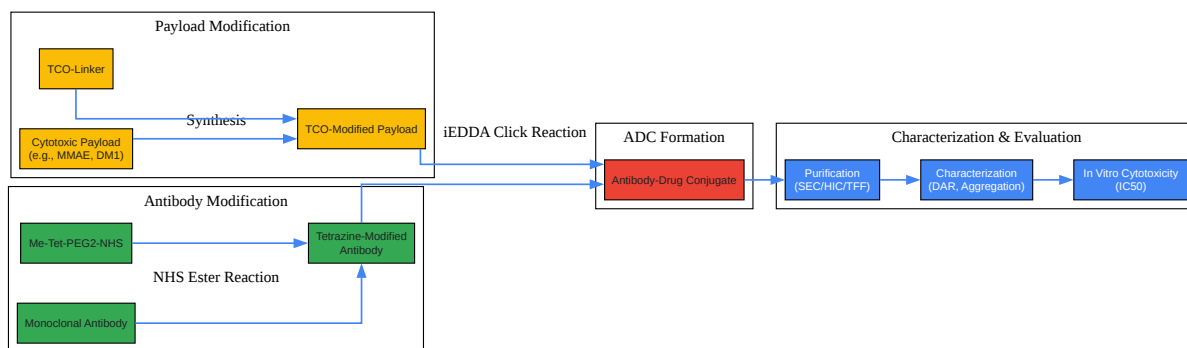 Payload Modification
TCO-Linker
Synthesis
TCO-Modified Payload
Cytotoxic Payload
(e.g., MMAE, DM1)
iEDDA Click Reaction
Antibody Modification
Me-Tet-PEG2-NHS
Tetrazine-Modified
Antibody
NHS Ester Reaction
Monoclonal Antibody
ADC Formation
Antibody-Drug Conjugate
Characterization & Evaluation
Purification
(SEC/HIC/TFF)
Characterization
(DAR, Aggregation)
In Vitro Cytotoxicity
(IC50)